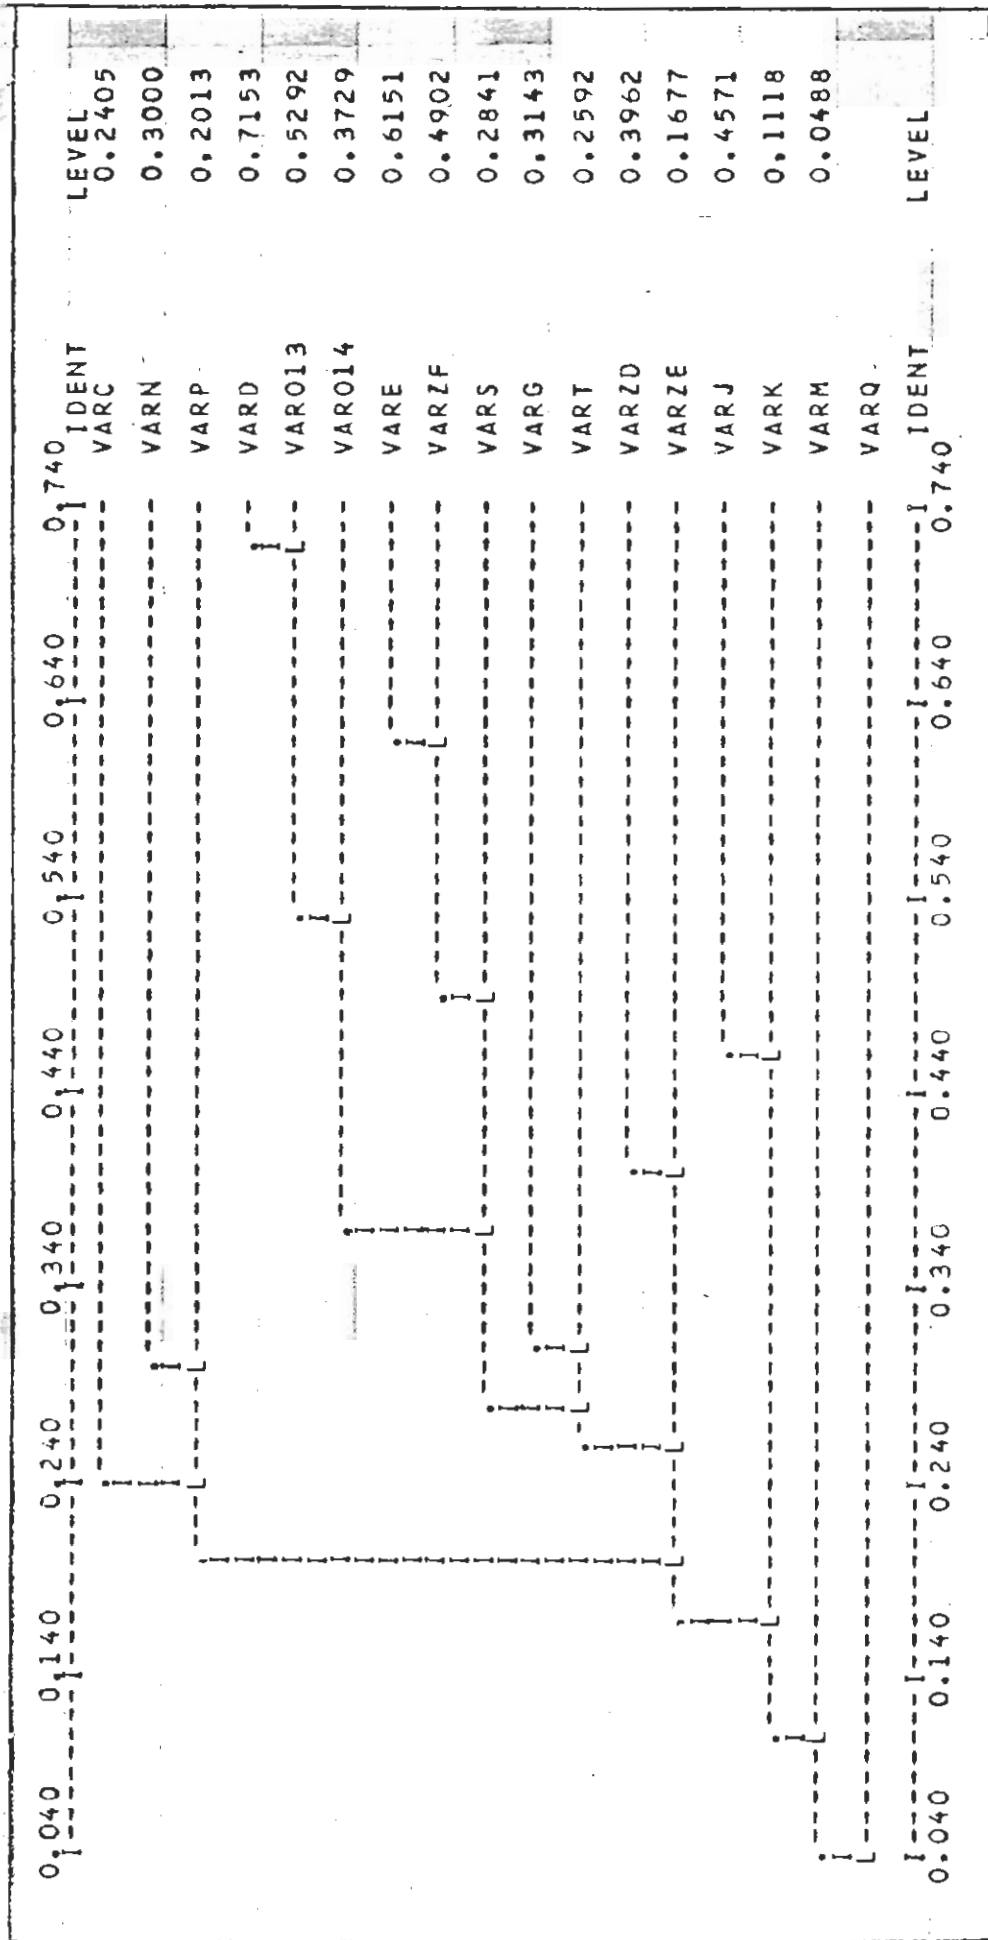 0.040 0.140 0.240 0.340 0.440 0.540 0.640 0.740
IDENT LEVEL
VARC 0.2405
VARN 0.3000
VARP 0.2013
VARD 0.7153
VARO13 0.5292
VARO14 0.3729
VARE 0.6151
VARZF 0.4902
VARS 0.2841
VARG 0.3143
VART 0.2592
VARZD 0.3962
VARZE 0.1677
VARJ 0.4571
VARK 0.1118
VARM 0.0488
VARQ
IDENT LEVEL
0.040 0.140 0.240 0.340 0.440 0.540 0.640 0.740